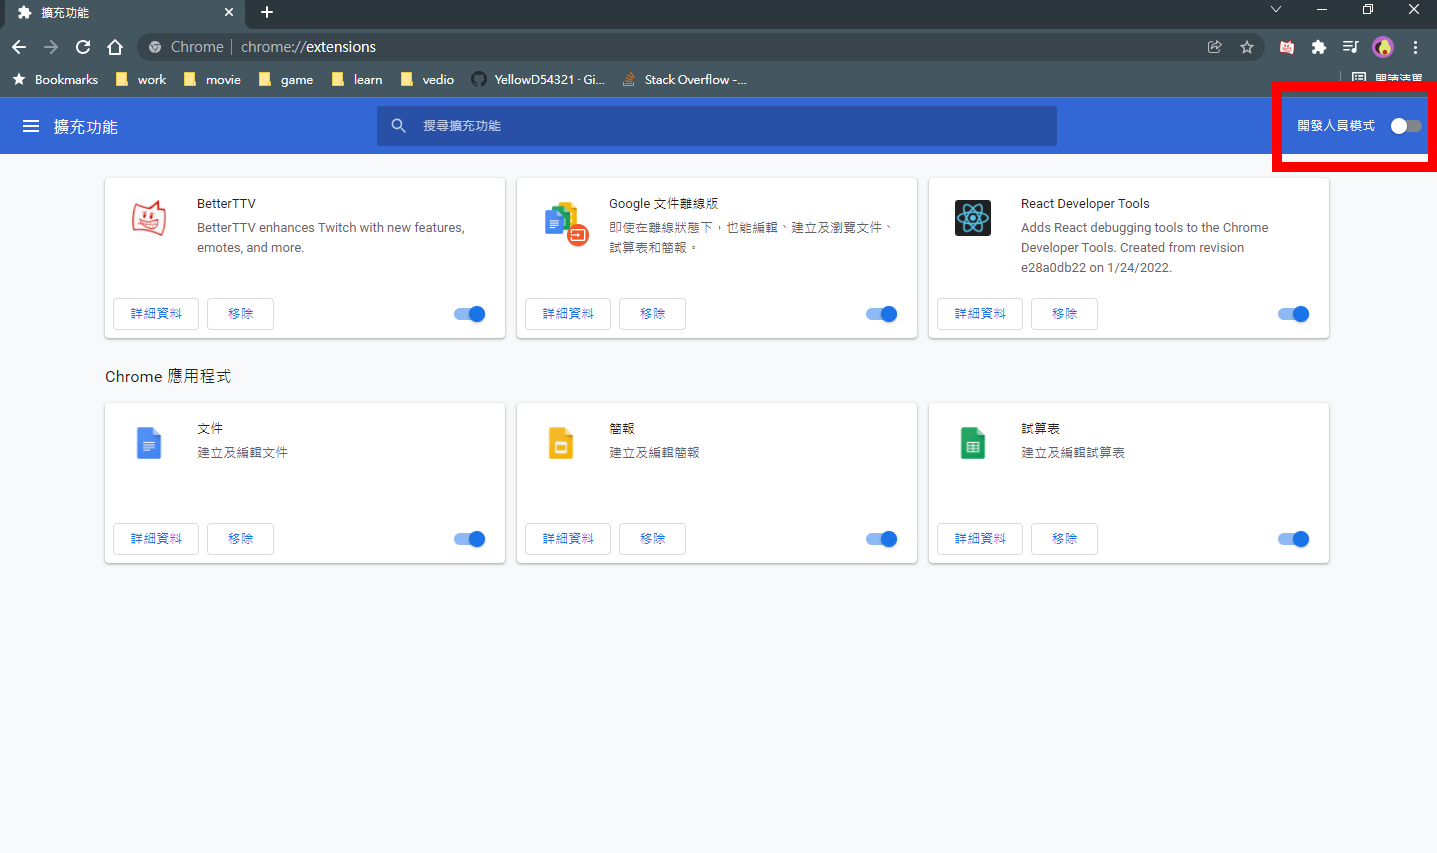 擴充功能
Chrome | chrome://extensions
Bookmarks work movie game learn vedio YellowD54321 · Gi... Stack Overflow -... 閱讀清單
擴充功能 搜尋擴充功能 開發人員模式
BetterTTV
BetterTTV enhances Twitch with new features,
emotes, and more.
詳細資料 移除
Google 文件離線版
即使在離線狀態下，也能編輯、建立及瀏覽文件、
試算表和簡報。
詳細資料 移除
React Developer Tools
Adds React debugging tools to the Chrome
Developer Tools. Created from revision
e28a0db22 on 1/24/2022.
詳細資料 移除
Chrome 應用程式
文件
建立及編輯文件
詳細資料 移除
簡報
建立及編輯簡報
詳細資料 移除
試算表
建立及編輯試算表
詳細資料 移除